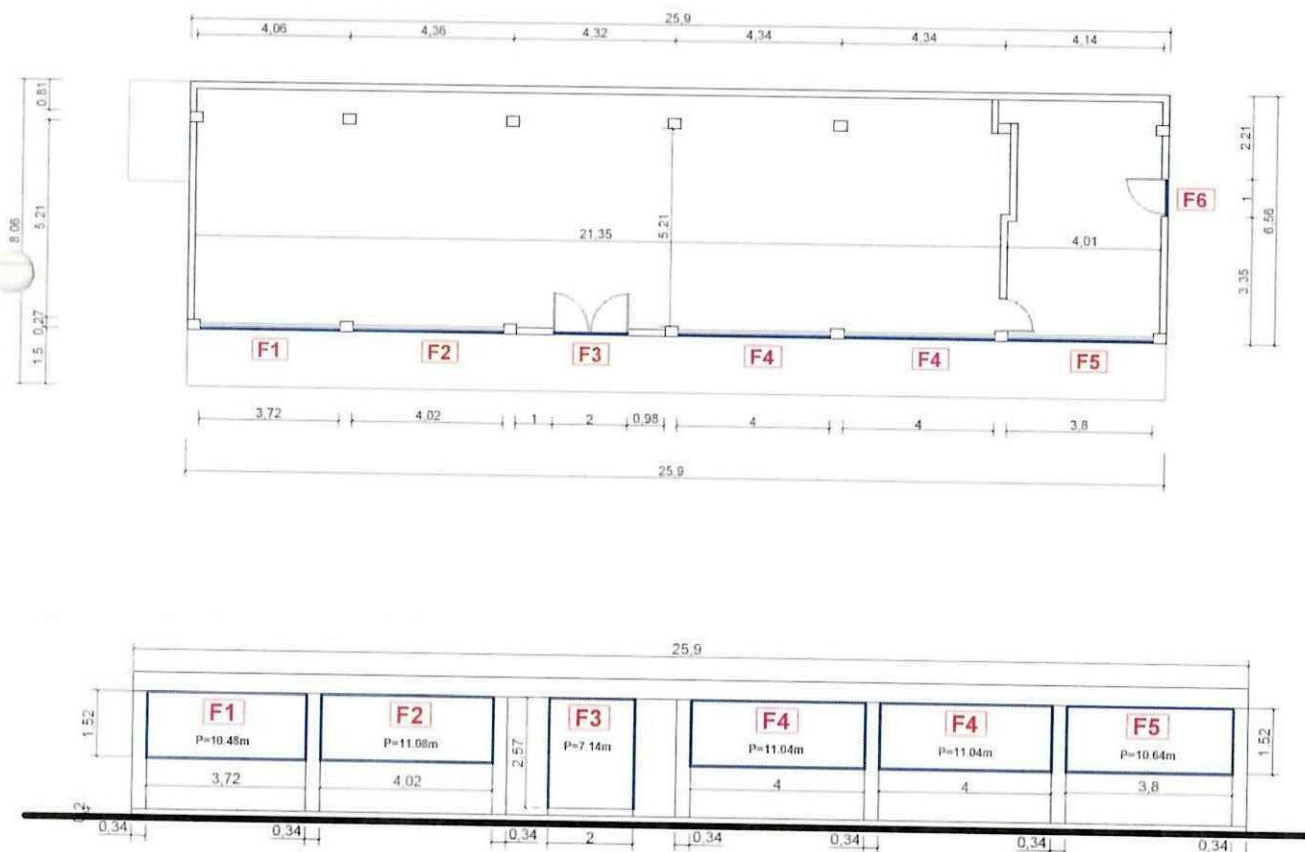 25,9
4,06 4,36 4,32 4,34 4,34 4,14
0.81
5.21
8.06
0.27
1.5
2.21
1
6,56
3.35
F6
21,35
5.21
4,01
F1 F2 F3 F4 F4 F5
3,72 4,02 1 2 0,98 4 4 3,8
25,9
25,9
F1 F2 F3 F4 F4 F5
P=10.48m P=11.08m P=7.14m P=11.04m P=11.04m P=10.64m
1.52
2.57
1.52
3,72 4,02 4 4 3,8
0,2
0,34 0,34 0,34 2 0,34 0,34 0,34 0,34